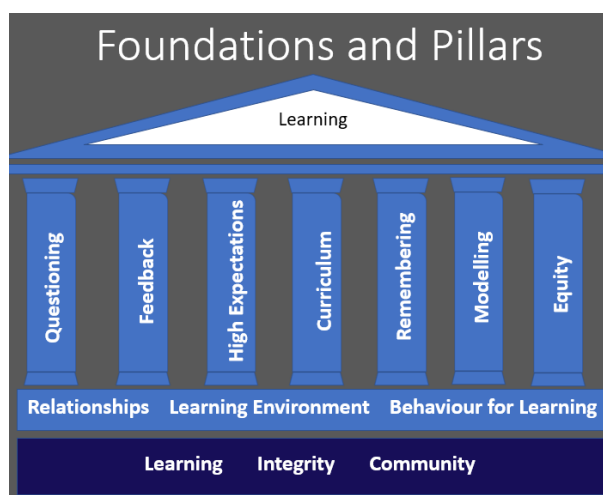 Foundations and Pillars
Learning
Questioning
Feedback
High Expectations
Curriculum
Remembering
Modelling
Equity
Relationships Learning Environment Behaviour for Learning
Learning Integrity Community